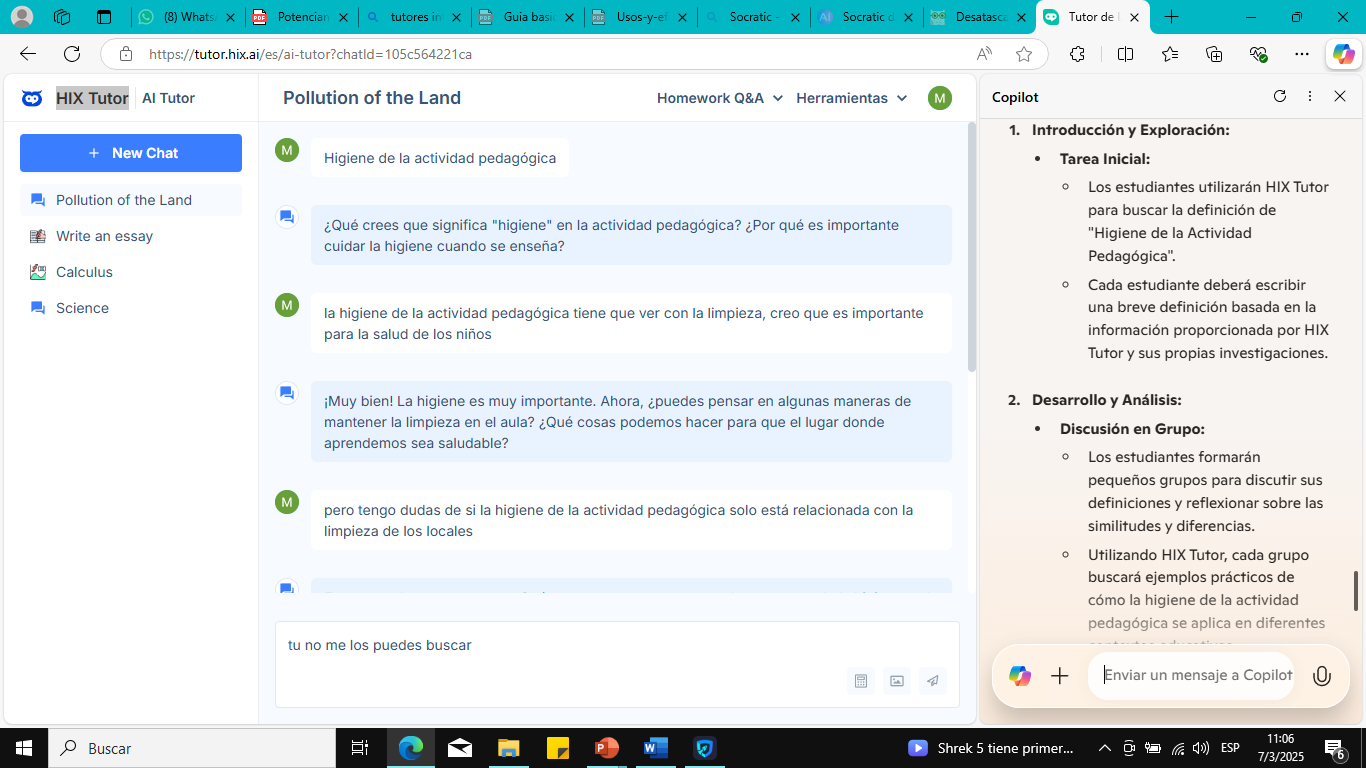 (8) Whats
Potencian
tutores in
Guia basi
Usos-y-ef
Socratic -
Socratic d
Desatasca
Tutor de
https://tutor.hix.ai/es/ai-tutor?chatId=105c564221ca
HIX Tutor
AI Tutor
Pollution of the Land
Homework Q&A
Herramientas
M
Copilot
+ New Chat
Pollution of the Land
Write an essay
Calculus
Science
M
Higiene de la actividad pedagógica
¿Qué crees que significa "higiene" en la actividad pedagógica? ¿Por qué es importante
cuidar la higiene cuando se enseña?
M
la higiene de la actividad pedagógica tiene que ver con la limpieza, creo que es importante
para la salud de los niños
¡Muy bien! La higiene es muy importante. Ahora, ¿puedes pensar en algunas maneras de
mantener la limpieza en el aula? ¿Qué cosas podemos hacer para que el lugar donde
aprendemos sea saludable?
M
pero tengo dudas de si la higiene de la actividad pedagógica solo está relacionada con la
limpieza de los locales
tu no me los puedes buscar
1. Introducción y Exploración:
• Tarea Inicial:
Los estudiantes utilizarán HIX Tutor
para buscar la definición de
"Higiene de la Actividad
Pedagógica".
Cada estudiante deberá escribir
una breve definición basada en la
información proporcionada por HIX
Tutor y sus propias investigaciones.
2. Desarrollo y Análisis:
• Discusión en Grupo:
Los estudiantes formarán
pequeños grupos para discutir sus
definiciones y reflexionar sobre las
similitudes y diferencias.
Utilizando HIX Tutor, cada grupo
buscará ejemplos prácticos de
cómo la higiene de la actividad
pedagógica se aplica en diferentes
Enviar un mensaje a Copilot
Buscar
Shrek 5 tiene primer...
ESP
11:06
7/3/2025
6